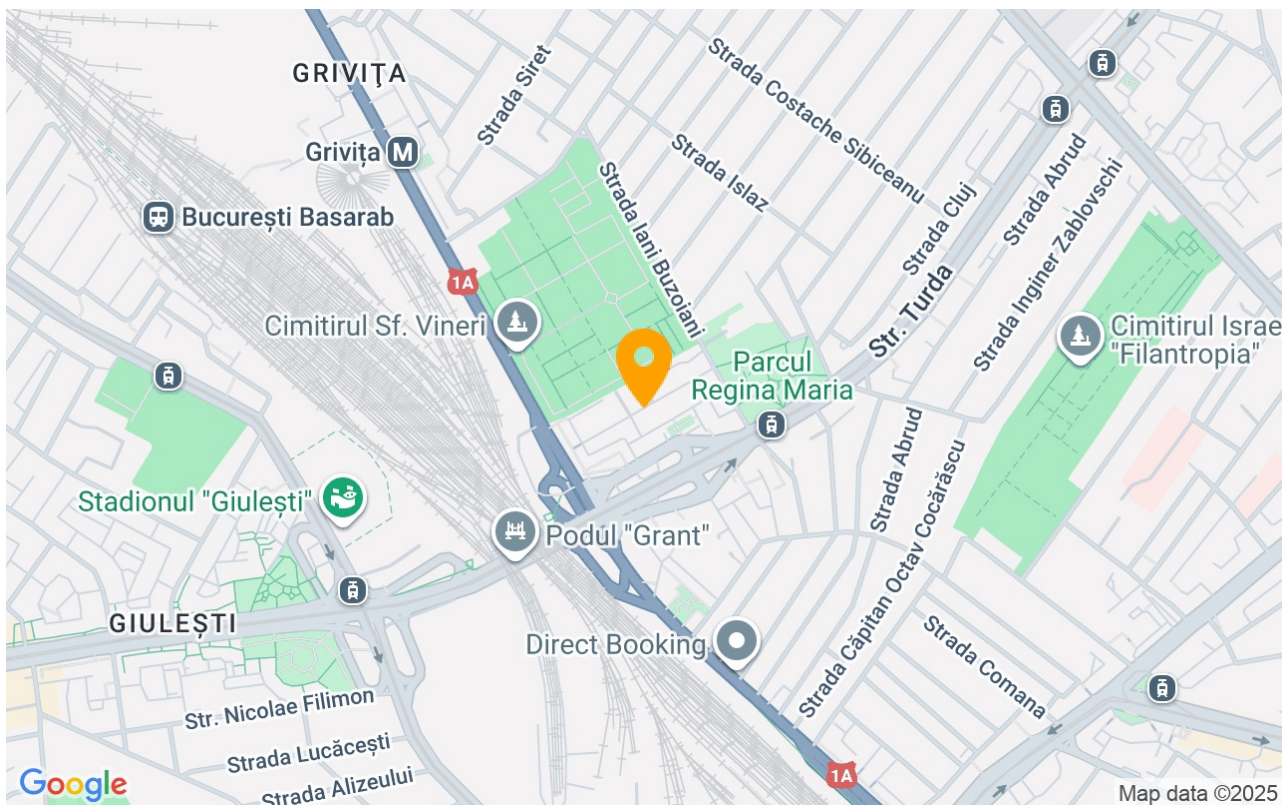 GRIVIŢA
Strada Siret
Strada Costache Sibiceanu
Grivița
M
Strada Islaz
Strada Iani Buzoiani
Strada Cluj
Strada Abrud
Strada Inginer Zablovschi
București Basarab
1A
Cimitirul Sf. Vineri
Str. Turda
Cimitirul Israe
"Filantropia"
Parcul
Regina Maria
Strada Abrud
Strada Căpitan Octav Cocărăscu
Stadionul "Giulești"
Podul "Grant"
GIULEȘTI
Direct Booking
Strada Comana
Str. Nicolae Filimon
Strada Lucăcești
Strada Alizeului
1A
Google
Map data ©2025